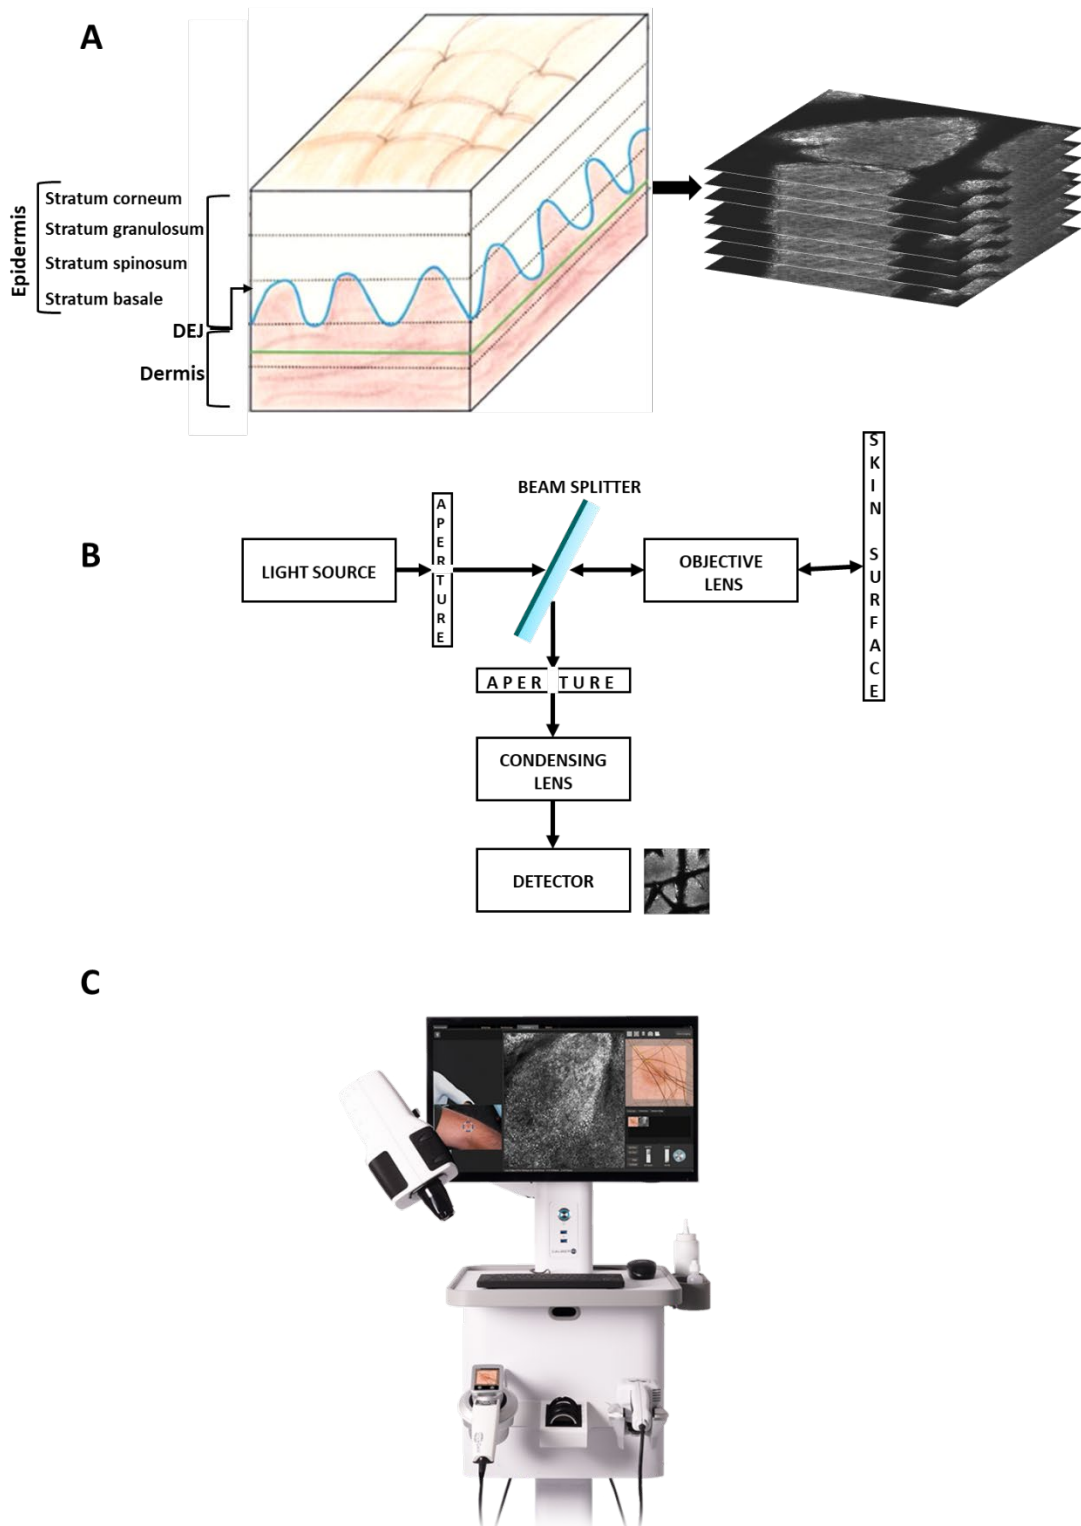 A
Epidermis
Stratum corneum
Stratum granulosum
Stratum spinosum
Stratum basale
DEJ
Dermis
B
LIGHT SOURCE
APERTURE
BEAM SPLITTER
OBJECTIVE
LENS
SKIN SURFACE
APERTURE
CONDENSING
LENS
DETECTOR
C